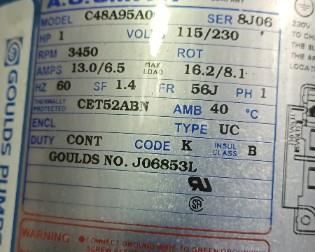 MODEL C48A95A0 SER 8J06
HP 1 VOLTS 115/230
RPM 3450 ROT
AMPS 13.0/6.5 MAX LOAD 16.2/8.1
HZ 60 SF 1.4 FR 56J PH 1
THERMALLY PROTECTED CET52ABN AMB 40 °C
ENCL TYPE UC
DUTY CONT CODE K INSUL CLASS B
GOULDS NO. J06853L
WARNING
GOULDS PUMPS